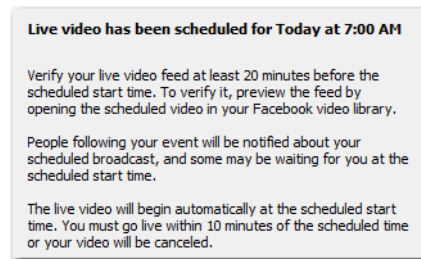 Live video has been scheduled for Today at 7:00 AM
Verify your live video feed at least 20 minutes before the
scheduled start time. To verify it, preview the feed by
opening the scheduled video in your Facebook video library.
People following your event will be notified about your
scheduled broadcast, and some may be waiting for you at the
scheduled start time.
The live video will begin automatically at the scheduled start
time. You must go live within 10 minutes of the scheduled time
or your video will be canceled.